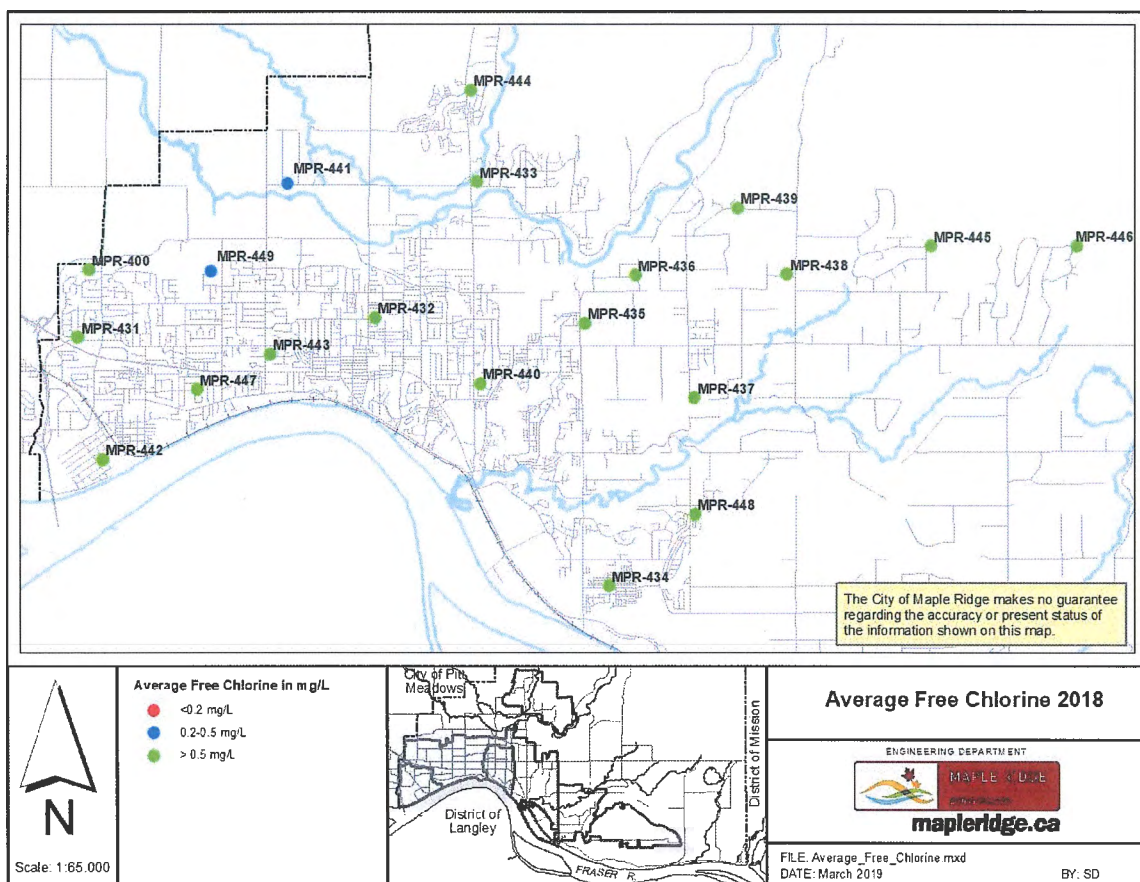 MPR-444
MPR-441
MPR-433
MPR-439
MPR-445
MPR-446
MPR-400
MPR-449
MPR-436
MPR-438
MPR-432
MPR-435
MPR-431
MPR-443
MPR-440
MPR-447
MPR-437
MPR-442
MPR-448
MPR-434
The City of Maple Ridge makes no guarantee
regarding the accuracy or present status of
the information shown on this map.
N
Scale: 1:65,000
Average Free Chlorine in mg/L
<0.2 mg/L
0.2-0.5 mg/L
> 0.5 mg/L
City of Pitt
Meadows
District of
Langley
FRASER R.
District of Mission
Average Free Chlorine 2018
ENGINEERING DEPARTMENT
MAPLE RIDGE
mapleridge.ca
FILE: Average_Free_Chlorine.mxd
DATE: March 2019
BY: SD